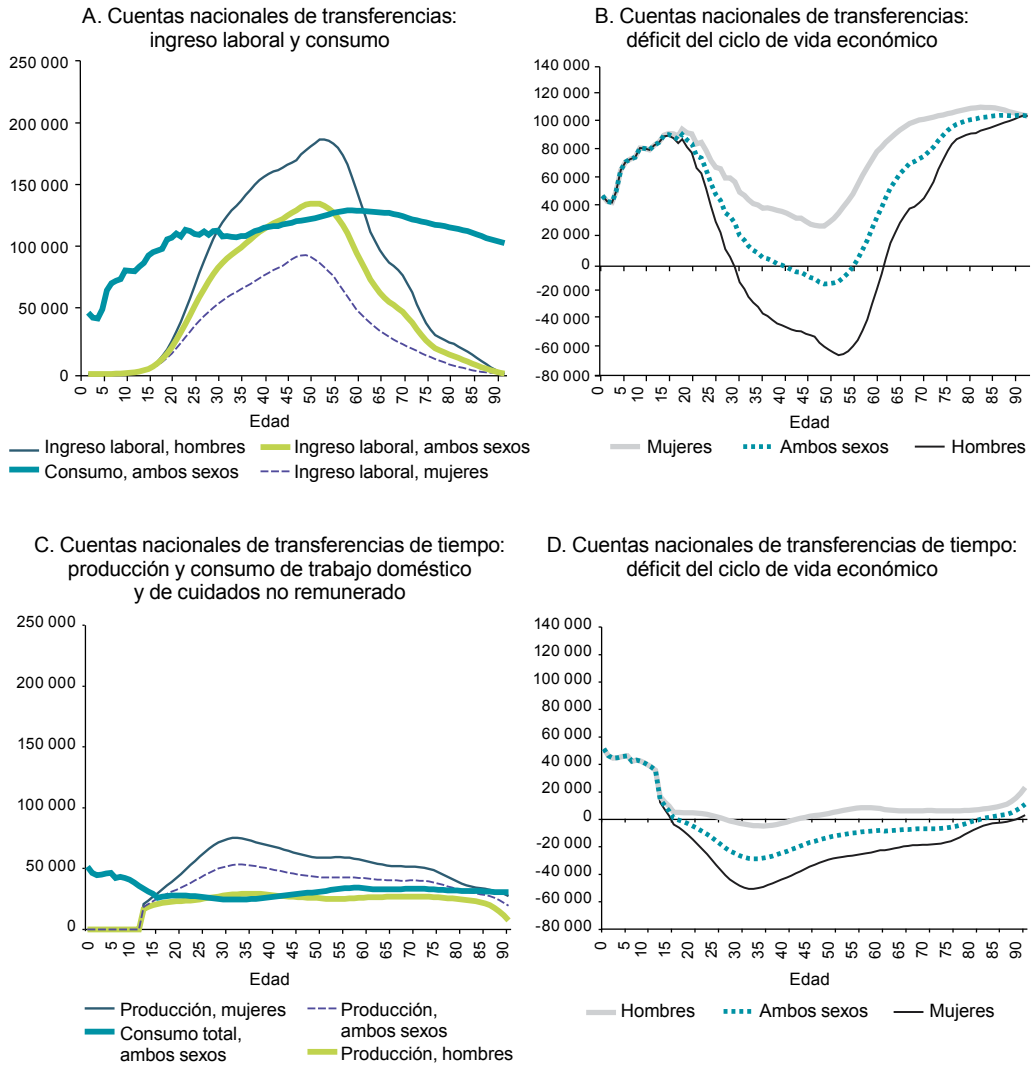 A. Cuentas nacionales de transferencias:
ingreso laboral y consumo
250 000
200 000
150 000
100 000
50 000
0
0 5 10 15 20 25 30 35 40 45 50 55 60 65 70 75 80 85 90
Edad
Ingreso laboral, hombres Ingreso laboral, ambos sexos
Consumo, ambos sexos Ingreso laboral, mujeres
B. Cuentas nacionales de transferencias:
déficit del ciclo de vida económico
140 000
120 000
100 000
80 000
60 000
40 000
20 000
0
-20 000
-40 000
-60 000
-80 000
0 5 10 15 20 25 30 35 40 45 50 55 60 65 70 75 80 85 90
Edad
Mujeres Ambos sexos Hombres
C. Cuentas nacionales de transferencias de tiempo:
producción y consumo de trabajo doméstico
y de cuidados no remunerado
250 000
200 000
150 000
100 000
50 000
0
0 5 10 15 20 25 30 35 40 45 50 55 60 65 70 75 80 85 90
Edad
Producción, mujeres
Consumo total,
ambos sexos
Producción,
ambos sexos
Producción, hombres
D. Cuentas nacionales de transferencias de tiempo:
déficit del ciclo de vida económico
140 000
120 000
100 000
80 000
60 000
40 000
20 000
0
-20 000
-40 000
-60 000
-80 000
0 5 10 15 20 25 30 35 40 45 50 55 60 65 70 75 80 85 90
Edad
Hombres Ambos sexos Mujeres